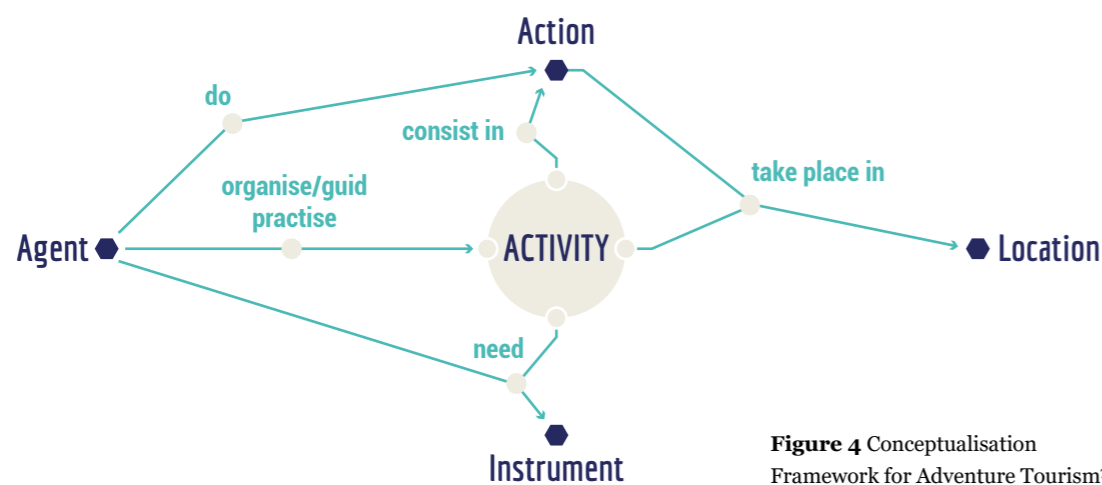 Action
do
consist in
organise/guid
practise
take place in
Agent
ACTIVITY
Location
need
Instrument
Figure 4 Conceptualisation
Framework for Adventure Tourism